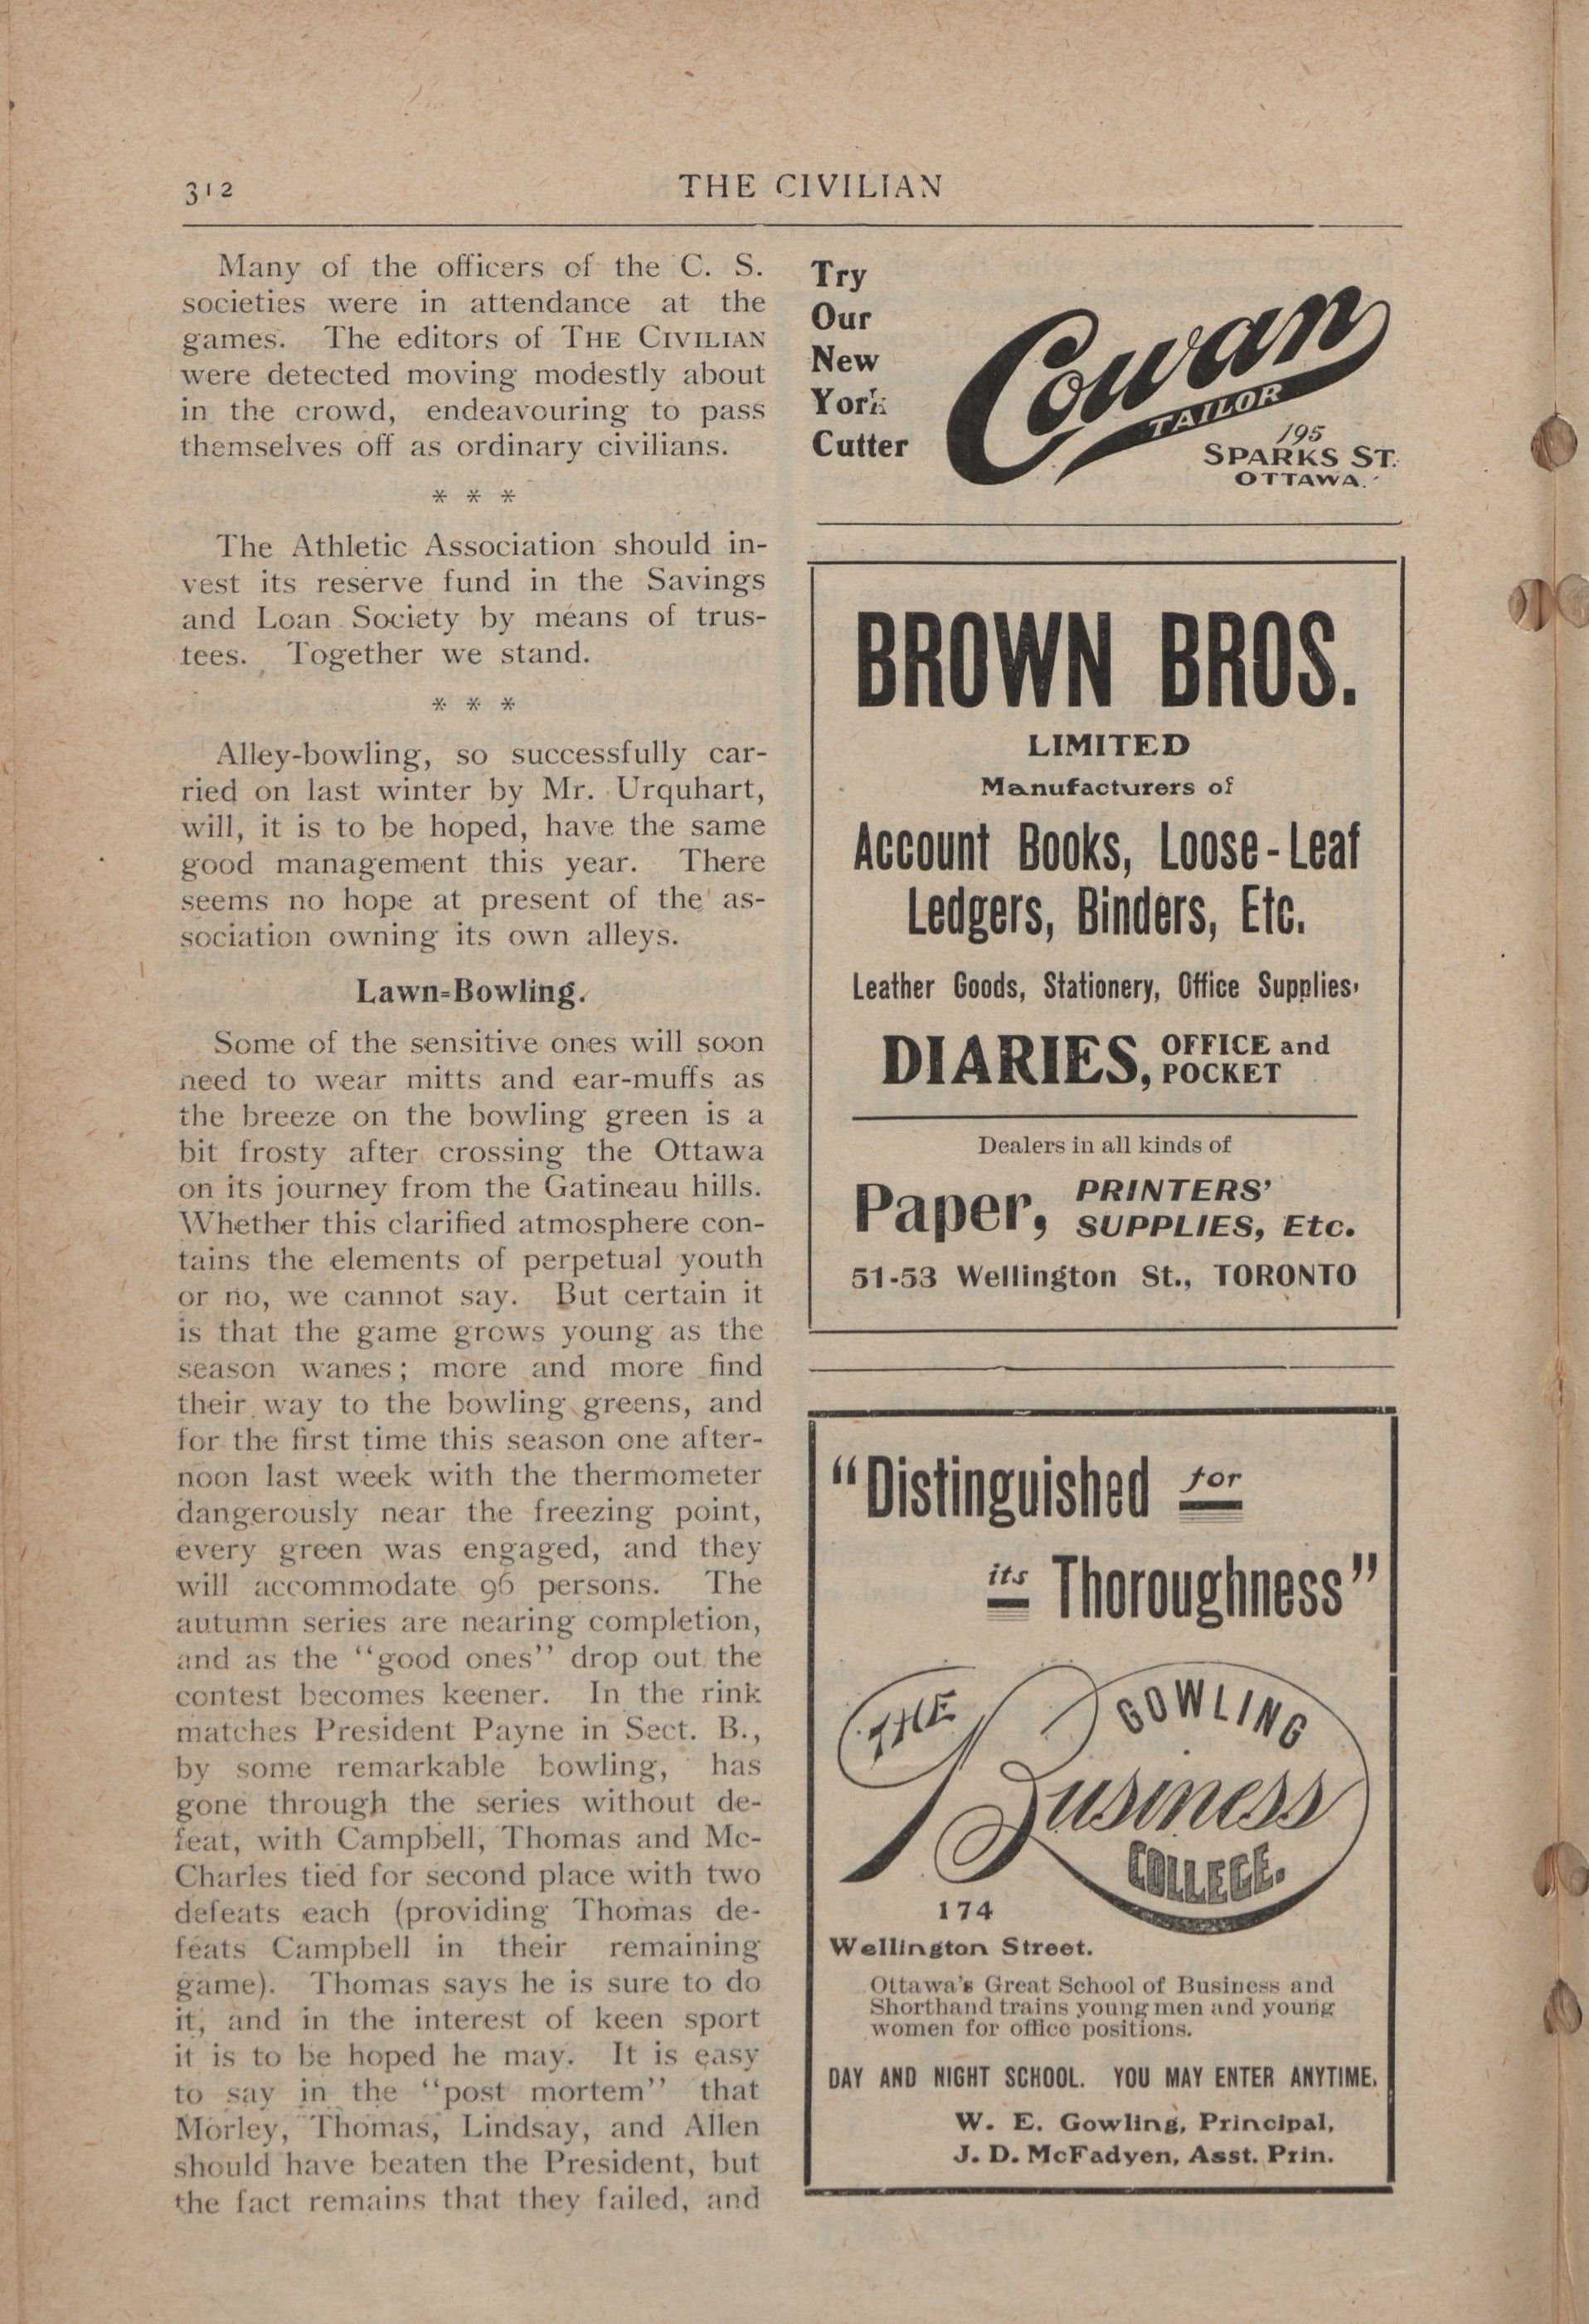 312
THE CIVILIAN
Many of the officers of the C. S.
societies were in attendance at the
games. The editors of THE CIVILIAN
were detected moving modestly about
in the crowd, endeavouring to pass
themselves off as ordinary civilians.
* * *
The Athletic Association should in-
vest its reserve fund in the Savings
and Loan Society by means of trus-
tees. Together we stand.
* * *
Alley-bowling, so successfully car-
ried on last winter by Mr. Urquhart,
will, it is to be hoped, have the same
good management this year. There
seems no hope at present of the as-
sociation owning its own alleys.
Lawn-Bowling.
Some of the sensitive ones will soon
need to wear mitts and ear-muffs as
the breeze on the bowling green is a
bit frosty after crossing the Ottawa
on its journey from the Gatineau hills.
Whether this clarified atmosphere con-
tains the elements of perpetual youth
or no, we cannot say. But certain it
is that the game grows young as the
season wanes; more and more find
their way to the bowling greens, and
for the first time this season one after-
noon last week with the thermometer
dangerously near the freezing point,
every green was engaged, and they
will accommodate 96 persons. The
autumn series are nearing completion,
and as the "good ones" drop out the
contest becomes keener. In the rink
matches President Payne in Sect. B.,
by some remarkable bowling, has
gone through the series without de-
feat, with Campbell, Thomas and Mc-
Charles tied for second place with two
defeats each (providing Thomas de-
feats Campbell in their remaining
game). Thomas says he is sure to do
it, and in the interest of keen sport
it is to be hoped he may. It is easy
to say in the "post mortem" that
Morley, Thomas, Lindsay, and Allen
should have beaten the President, but
the fact remains that they failed, and
Try
Our
New
York
Cutter
Cowan
TAILOR
195
SPARKS ST.
OTTAWA.
BROWN BROS.
LIMITED
Manufacturers of
Account Books, Loose-Leaf
Ledgers, Binders, Etc.
Leather Goods, Stationery, Office Supplies,
DIARIES, OFFICE and
POCKET
Dealers in all kinds of
Paper, PRINTERS'
SUPPLIES, Etc.
51-53 Wellington St., TORONTO
"Distinguished for
its Thoroughness"
THE GOWLING
Business
COLLEGE.
174
Wellington Street.
Ottawa's Great School of Business and
Shorthand trains young men and young
women for office positions.
DAY AND NIGHT SCHOOL. YOU MAY ENTER ANYTIME.
W. E. Gowling, Principal,
J. D. McFadyen, Asst. Prin.